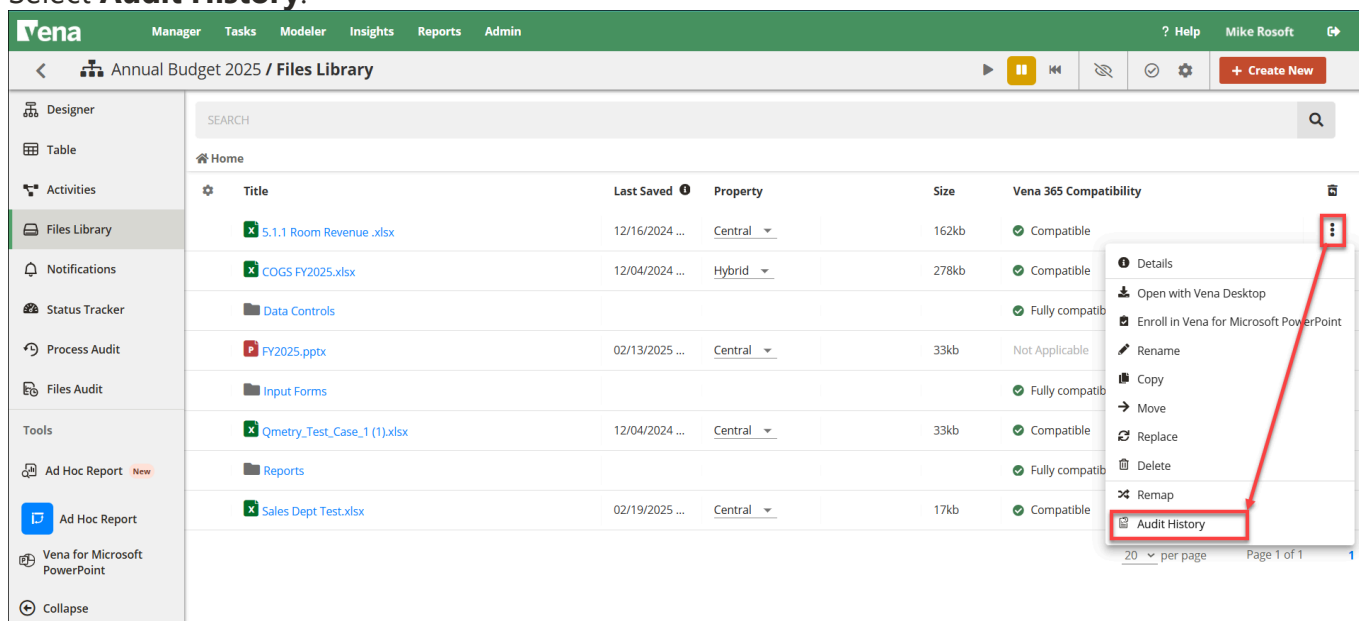 Select Audit History.
Vena Manager Tasks Modeler Insights Reports Admin ? Help Mike Rosoft
Annual Budget 2025 / Files Library + Create New
Designer
Table
Activities
Files Library
Notifications
Status Tracker
Process Audit
Files Audit
Tools
Ad Hoc Report New
Ad Hoc Report
Vena for Microsoft
PowerPoint
Collapse
SEARCH
Home
Title Last Saved Property Size Vena 365 Compatibility
5.1.1 Room Revenue .xlsx 12/16/2024 ... Central 162kb Compatible
COGS FY2025.xlsx 12/04/2024 ... Hybrid 278kb Compatible
Data Controls Fully compatib
FY2025.pptx 02/13/2025 ... Central 33kb Not Applicable
Input Forms Fully compatib
Qmetry_Test_Case_1 (1).xlsx 12/04/2024 ... Central 33kb Compatible
Reports Fully compatib
Sales Dept Test.xlsx 02/19/2025 ... Central 17kb Compatible
Details
Open with Vena Desktop
Enroll in Vena for Microsoft PowerPoint
Rename
Copy
Move
Replace
Delete
Remap
Audit History
20 per page Page 1 of 1 1